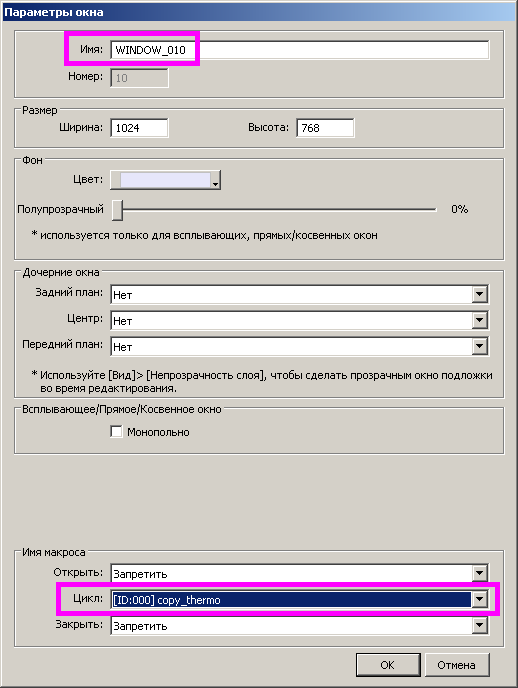 Параметры окна
Имя: WINDOW_010
Номер: 10
Размер
Ширина: 1024 Высота: 768
Фон
Цвет:
Полупрозрачный 0%
* используется только для всплывающих, прямых/косвенных окон
Дочерние окна
Задний план: Нет
Центр: Нет
Передний план: Нет
* Используйте [Вид]> [Непрозрачность слоя], чтобы сделать прозрачным окно подложки
во время редактирования.
Всплывающее/Прямое/Косвенное окно
Монопольно
Имя макроса
Открыть: Запретить
Цикл: [ID:000] copy_thermo
Закрыть: Запретить
OK Отмена